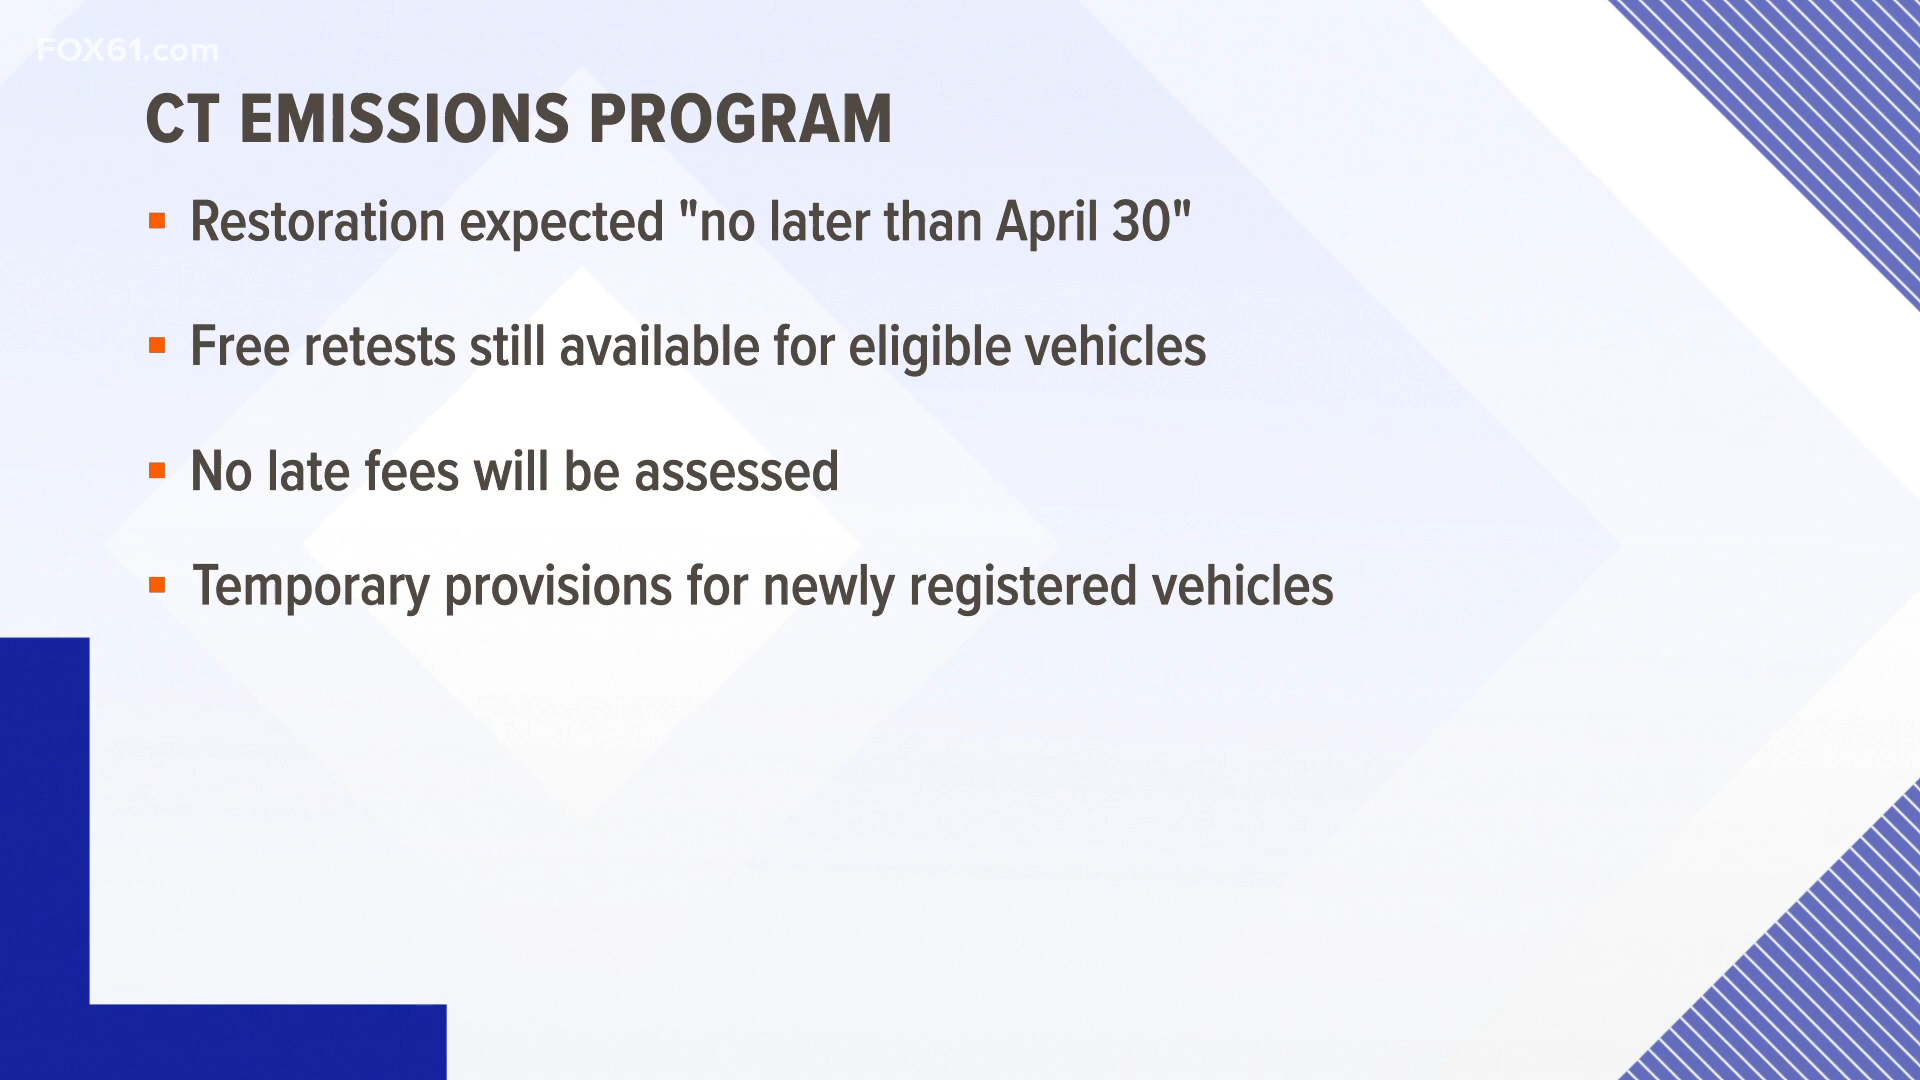 FOX61.com
CT EMISSIONS PROGRAM
Restoration expected "no later than April 30"
Free retests still available for eligible vehicles
No late fees will be assessed
Temporary provisions for newly registered vehicles